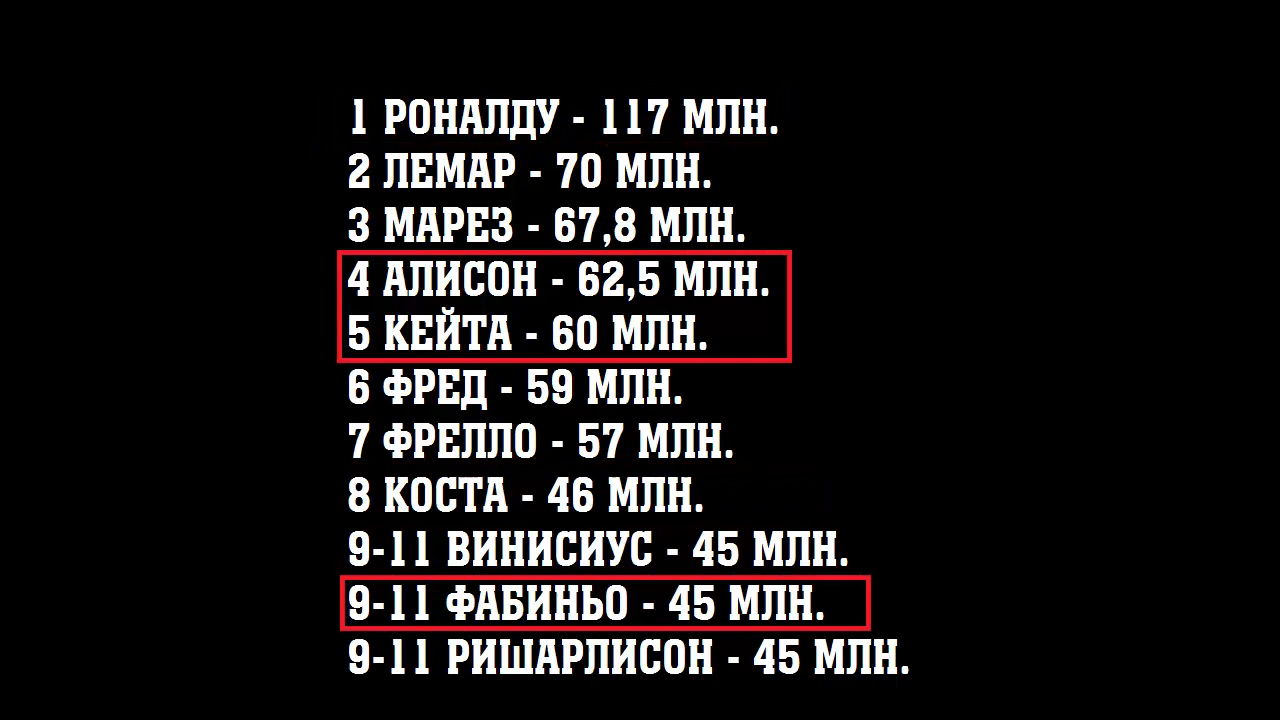 1 РОНАЛДУ - 117 МЛН.
2 ЛЕМАР - 70 МЛН.
3 МАРЕЗ - 67,8 МЛН.
4 АЛИСОН - 62,5 МЛН.
5 КЕЙТА - 60 МЛН.
6 ФРЕД - 59 МЛН.
7 ФРЕЛЛО - 57 МЛН.
8 КОСТА - 46 МЛН.
9-11 ВИНИСИУС - 45 МЛН.
9-11 ФАБИНЬО - 45 МЛН.
9-11 РИШАРЛИСОН - 45 МЛН.